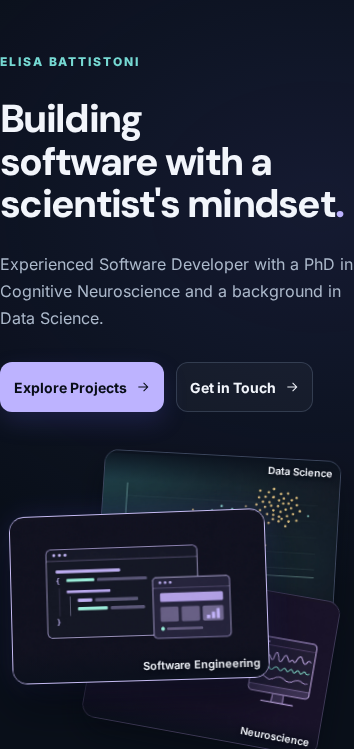 ELISA BATTISTONI
Building
software with a
scientist's mindset.
Experienced Software Developer with a PhD in
Cognitive Neuroscience and a background in
Data Science.
Explore Projects →
Get in Touch →
Data Science
{
}
Software Engineering
Neuroscience